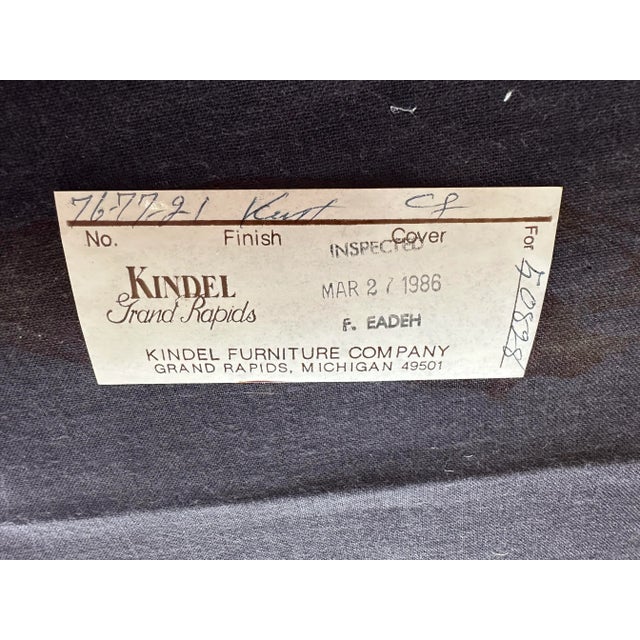 76-77-21 Kent CF
No. Finish Cover For
INSPECTED
KINDEL
Grand Rapids
MAR 27 1986
F. EADEH
KINDEL FURNITURE COMPANY
GRAND RAPIDS, MICHIGAN 49501
50828